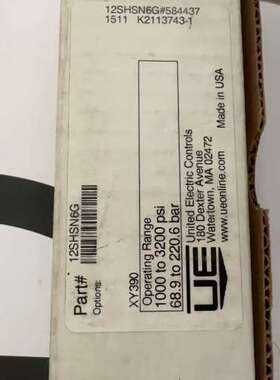 12SHSN6G#584437
1511 K2113743-1
Part# 12SHSN6G
Options:
XY390
Operating Range
1000 to 3200 psi
68.9 to 220.6 bar
UE
United Electric Controls
180 Dexter Avenue
Watertown, MA 02472
www.ueonline.com
Made in USA